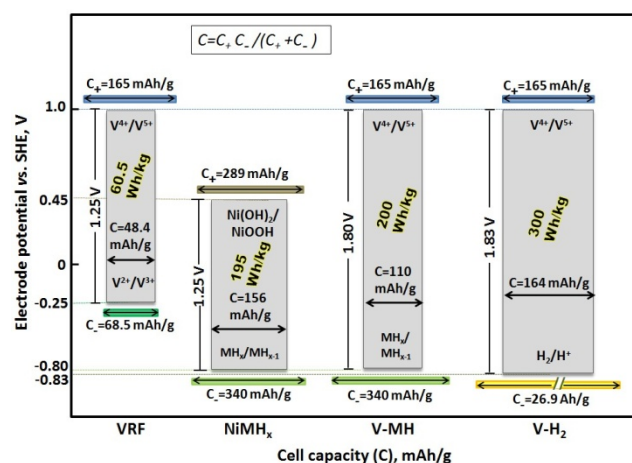 C=C₊ C₋/(C₊ +C₋)
C₊=165 mAh/g
C₊=165 mAh/g
C₊=165 mAh/g
Electrode potential vs. SHE, V
1.0
0.45
0
-0.25
-0.80
-0.83
1.25 V
V⁴⁺/V⁵⁺
60.5
Wh/kg
C=48.4
mAh/g
V²⁺/V³⁺
C₋=68.5 mAh/g
C₊=289 mAh/g
1.25 V
Ni(OH)₂/
NiOOH
195
Wh/kg
C=156
mAh/g
MHₓ/MHₓ₋₁
C₋=340 mAh/g
1.80 V
V⁴⁺/V⁵⁺
200
Wh/kg
C=110
mAh/g
MHₓ/
MHₓ₋₁
C₋=340 mAh/g
1.83 V
V⁴⁺/V⁵⁺
300
Wh/kg
C=164 mAh/g
H₂/H⁺
C₋=26.9 Ah/g
VRF
NiMHₓ
V-MH
V-H₂
Cell capacity (C), mAh/g